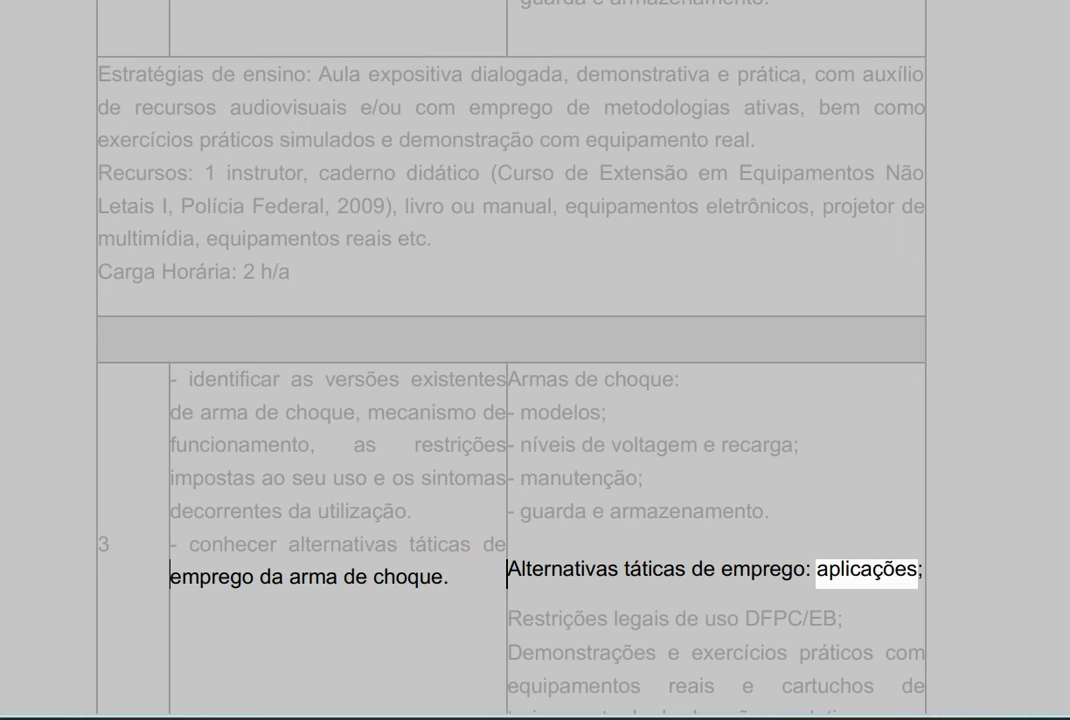 guarda e armazenamento.
Estratégias de ensino: Aula expositiva dialogada, demonstrativa e prática, com auxílio
de recursos audiovisuais e/ou com emprego de metodologias ativas, bem como
exercícios práticos simulados e demonstração com equipamento real.
Recursos: 1 instrutor, caderno didático (Curso de Extensão em Equipamentos Não
Letais I, Polícia Federal, 2009), livro ou manual, equipamentos eletrônicos, projetor de
multimídia, equipamentos reais etc.
Carga Horária: 2 h/a
3
- identificar as versões existentes
de arma de choque, mecanismo de
funcionamento, as restrições
impostas ao seu uso e os sintomas
decorrentes da utilização.
- conhecer alternativas táticas de
emprego da arma de choque.
Armas de choque:
- modelos;
- níveis de voltagem e recarga;
- manutenção;
- guarda e armazenamento.
Alternativas táticas de emprego: aplicações;
Restrições legais de uso DFPC/EB;
Demonstrações e exercícios práticos com
equipamentos reais e cartuchos de